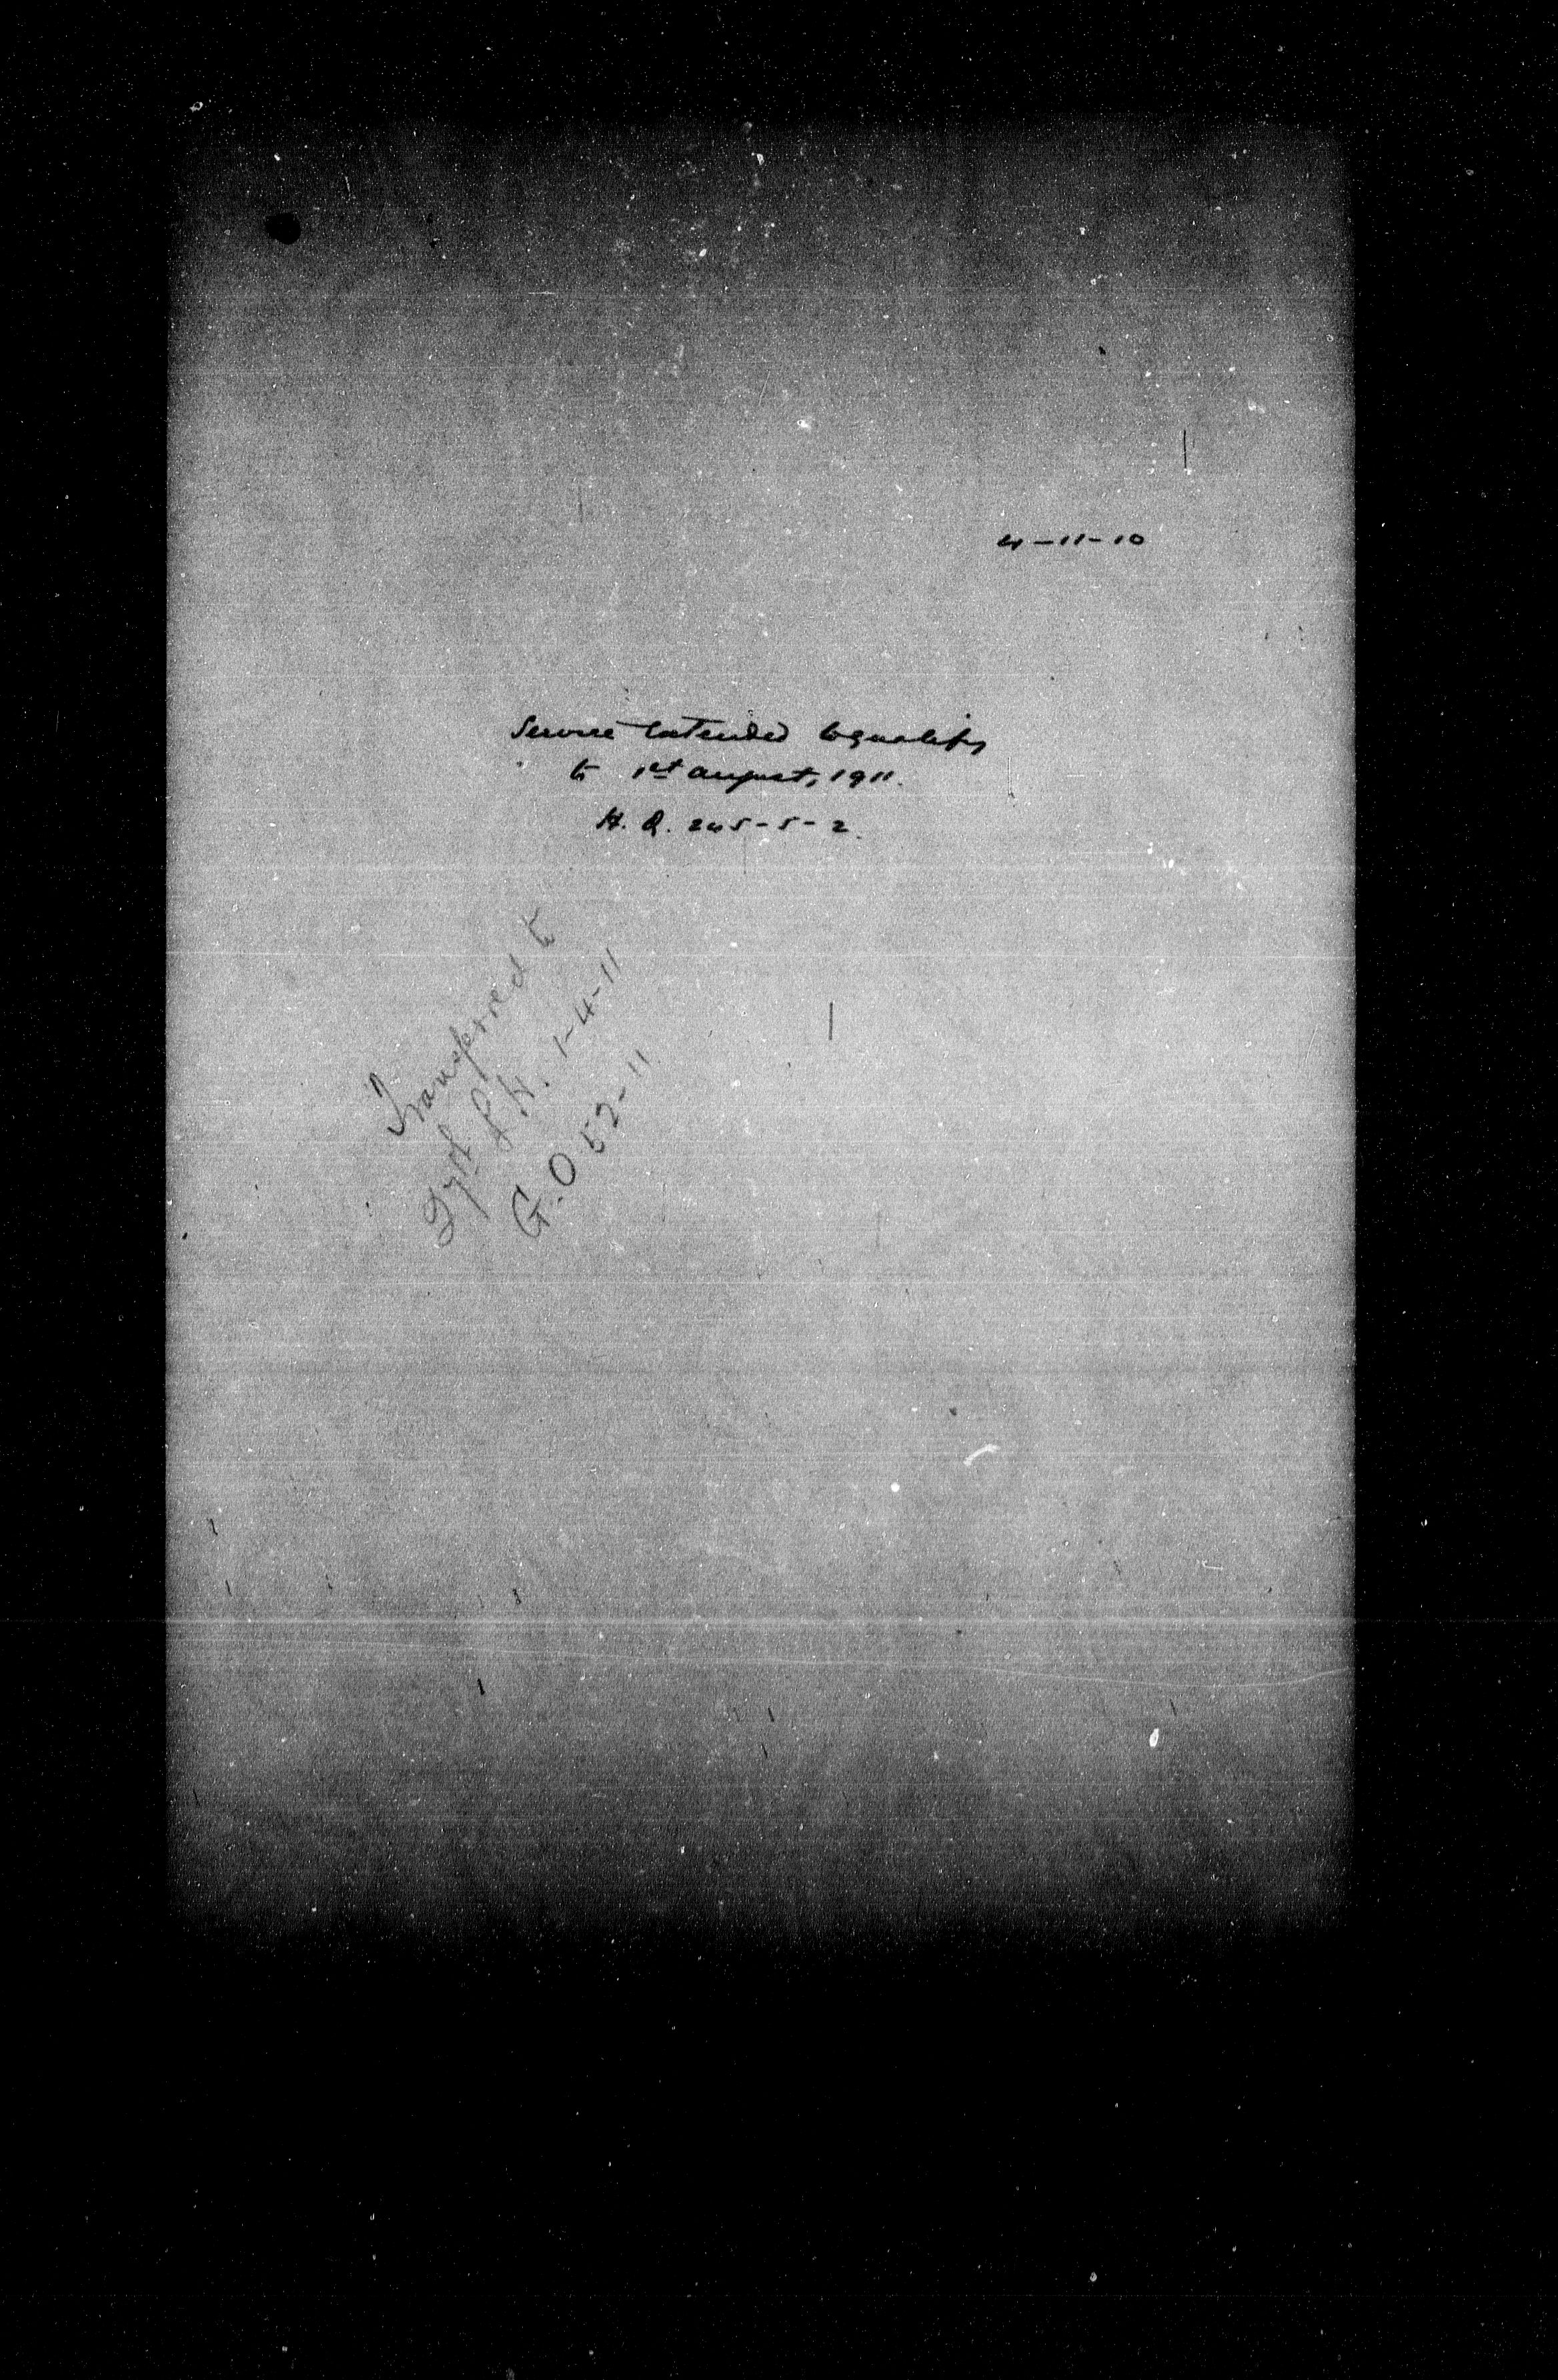 4-11-10
Service Extended to qualify
to 1st August, 1911.
H. Q. 245-5-2.
Transferred to
L. H. 1-4-11
G.O 52-11